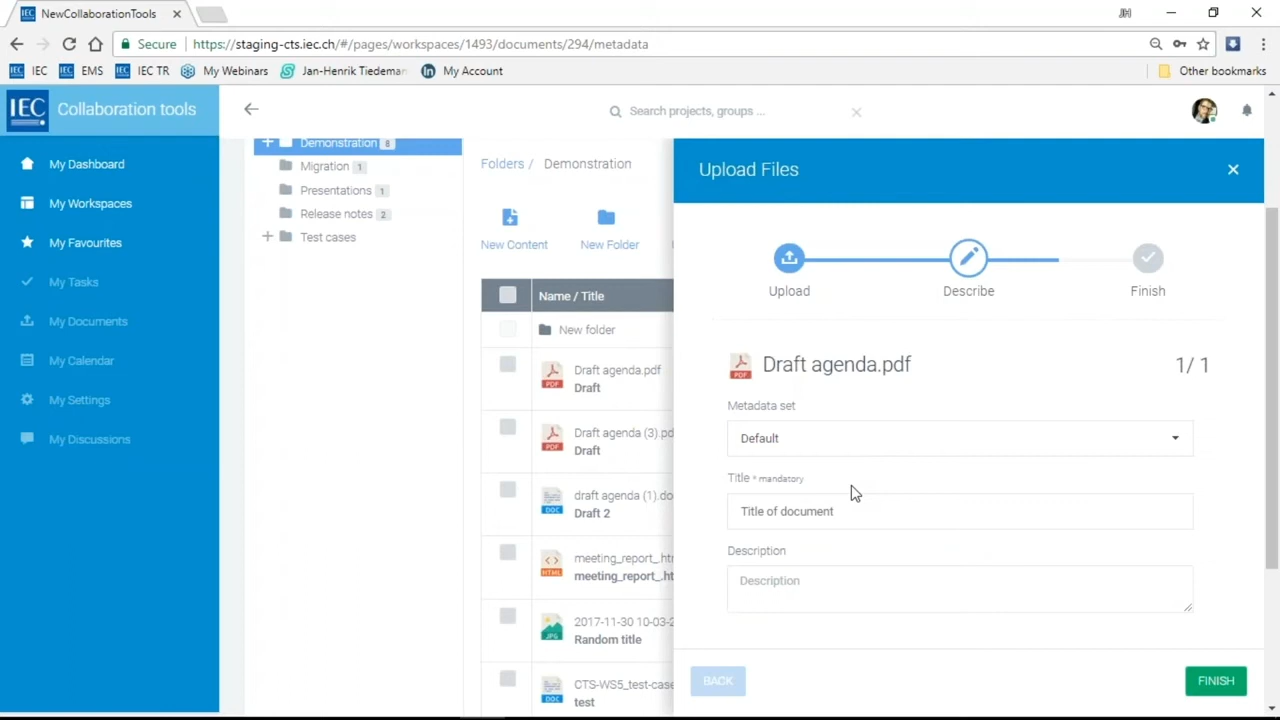 NewCollaborationTools
JH
Secure
https://staging-cts.iec.ch/#/pages/workspaces/1493/documents/294/metadata
IEC
EMS
IEC TR
My Webinars
Jan-Henrik Tiedeman
My Account
Other bookmarks
IEC
Collaboration tools
Search projects, groups ...
My Dashboard
My Workspaces
My Favourites
My Tasks
My Documents
My Calendar
My Settings
My Discussions
Demonstration 8
Migration 1
Presentations 1
Release notes 2
Test cases
Folders / Demonstration
New Content
New Folder
Name / Title
New folder
Draft agenda.pdf
Draft
Draft agenda (3).pd
Draft
draft agenda (1).do
Draft 2
meeting_report_.htm
meeting_report_.ht
2017-11-30 10-03-2
Random title
CTS-WS5_test-case
test
Upload Files
Upload
Describe
Finish
PDF
Draft agenda.pdf
1/ 1
Metadata set
Default
Title * mandatory
Title of document
Description
Description
BACK
FINISH